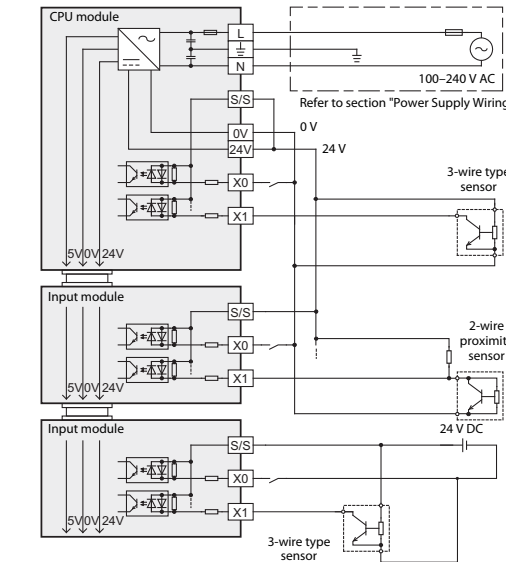 CPU module
L
N
100–240 V AC
Refer to section "Power Supply Wiring
S/S
0V
0 V
24V
24 V
X0
X1
3-wire type
sensor
5V 0V 24V
Input module
S/S
X0
X1
2-wire
sensor
5V 0V 24V
24 V DC
Input module
S/S
X0
X1
5V 0V 24V
3-wire type
sensor